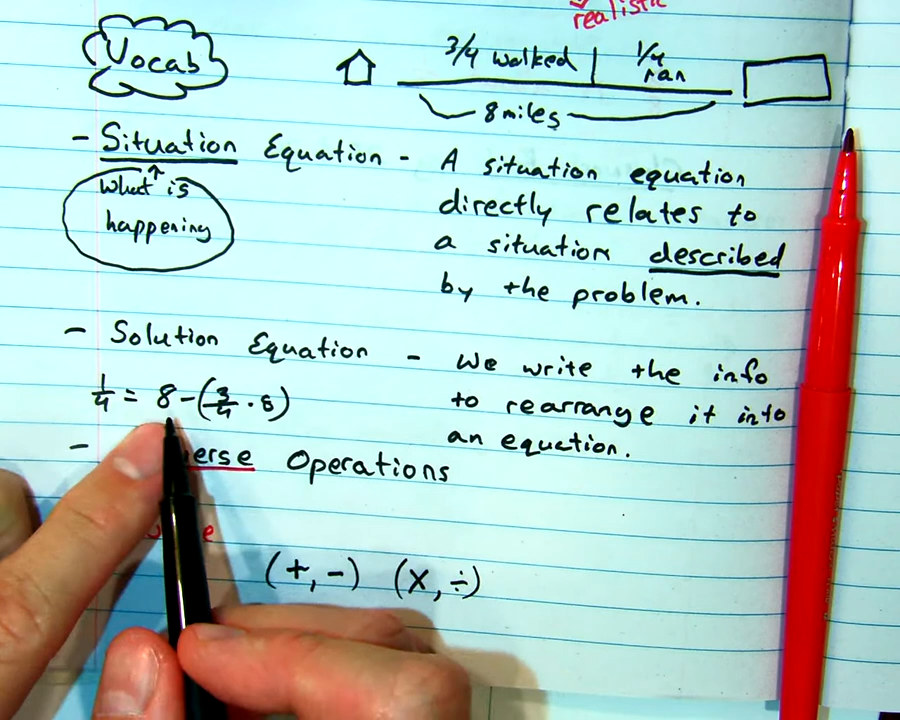 realistic
Vocab
3/4 walked 1/4 ran
8 miles
- Situation Equation - A situation equation
what is
happening
directly relates to
a situation described
by the problem.
- Solution Equation - We write the info
to rearrange it into
an equation.
1/4 = 8 - (3/4 · 8)
- Operations
(+, -) (x, ÷)